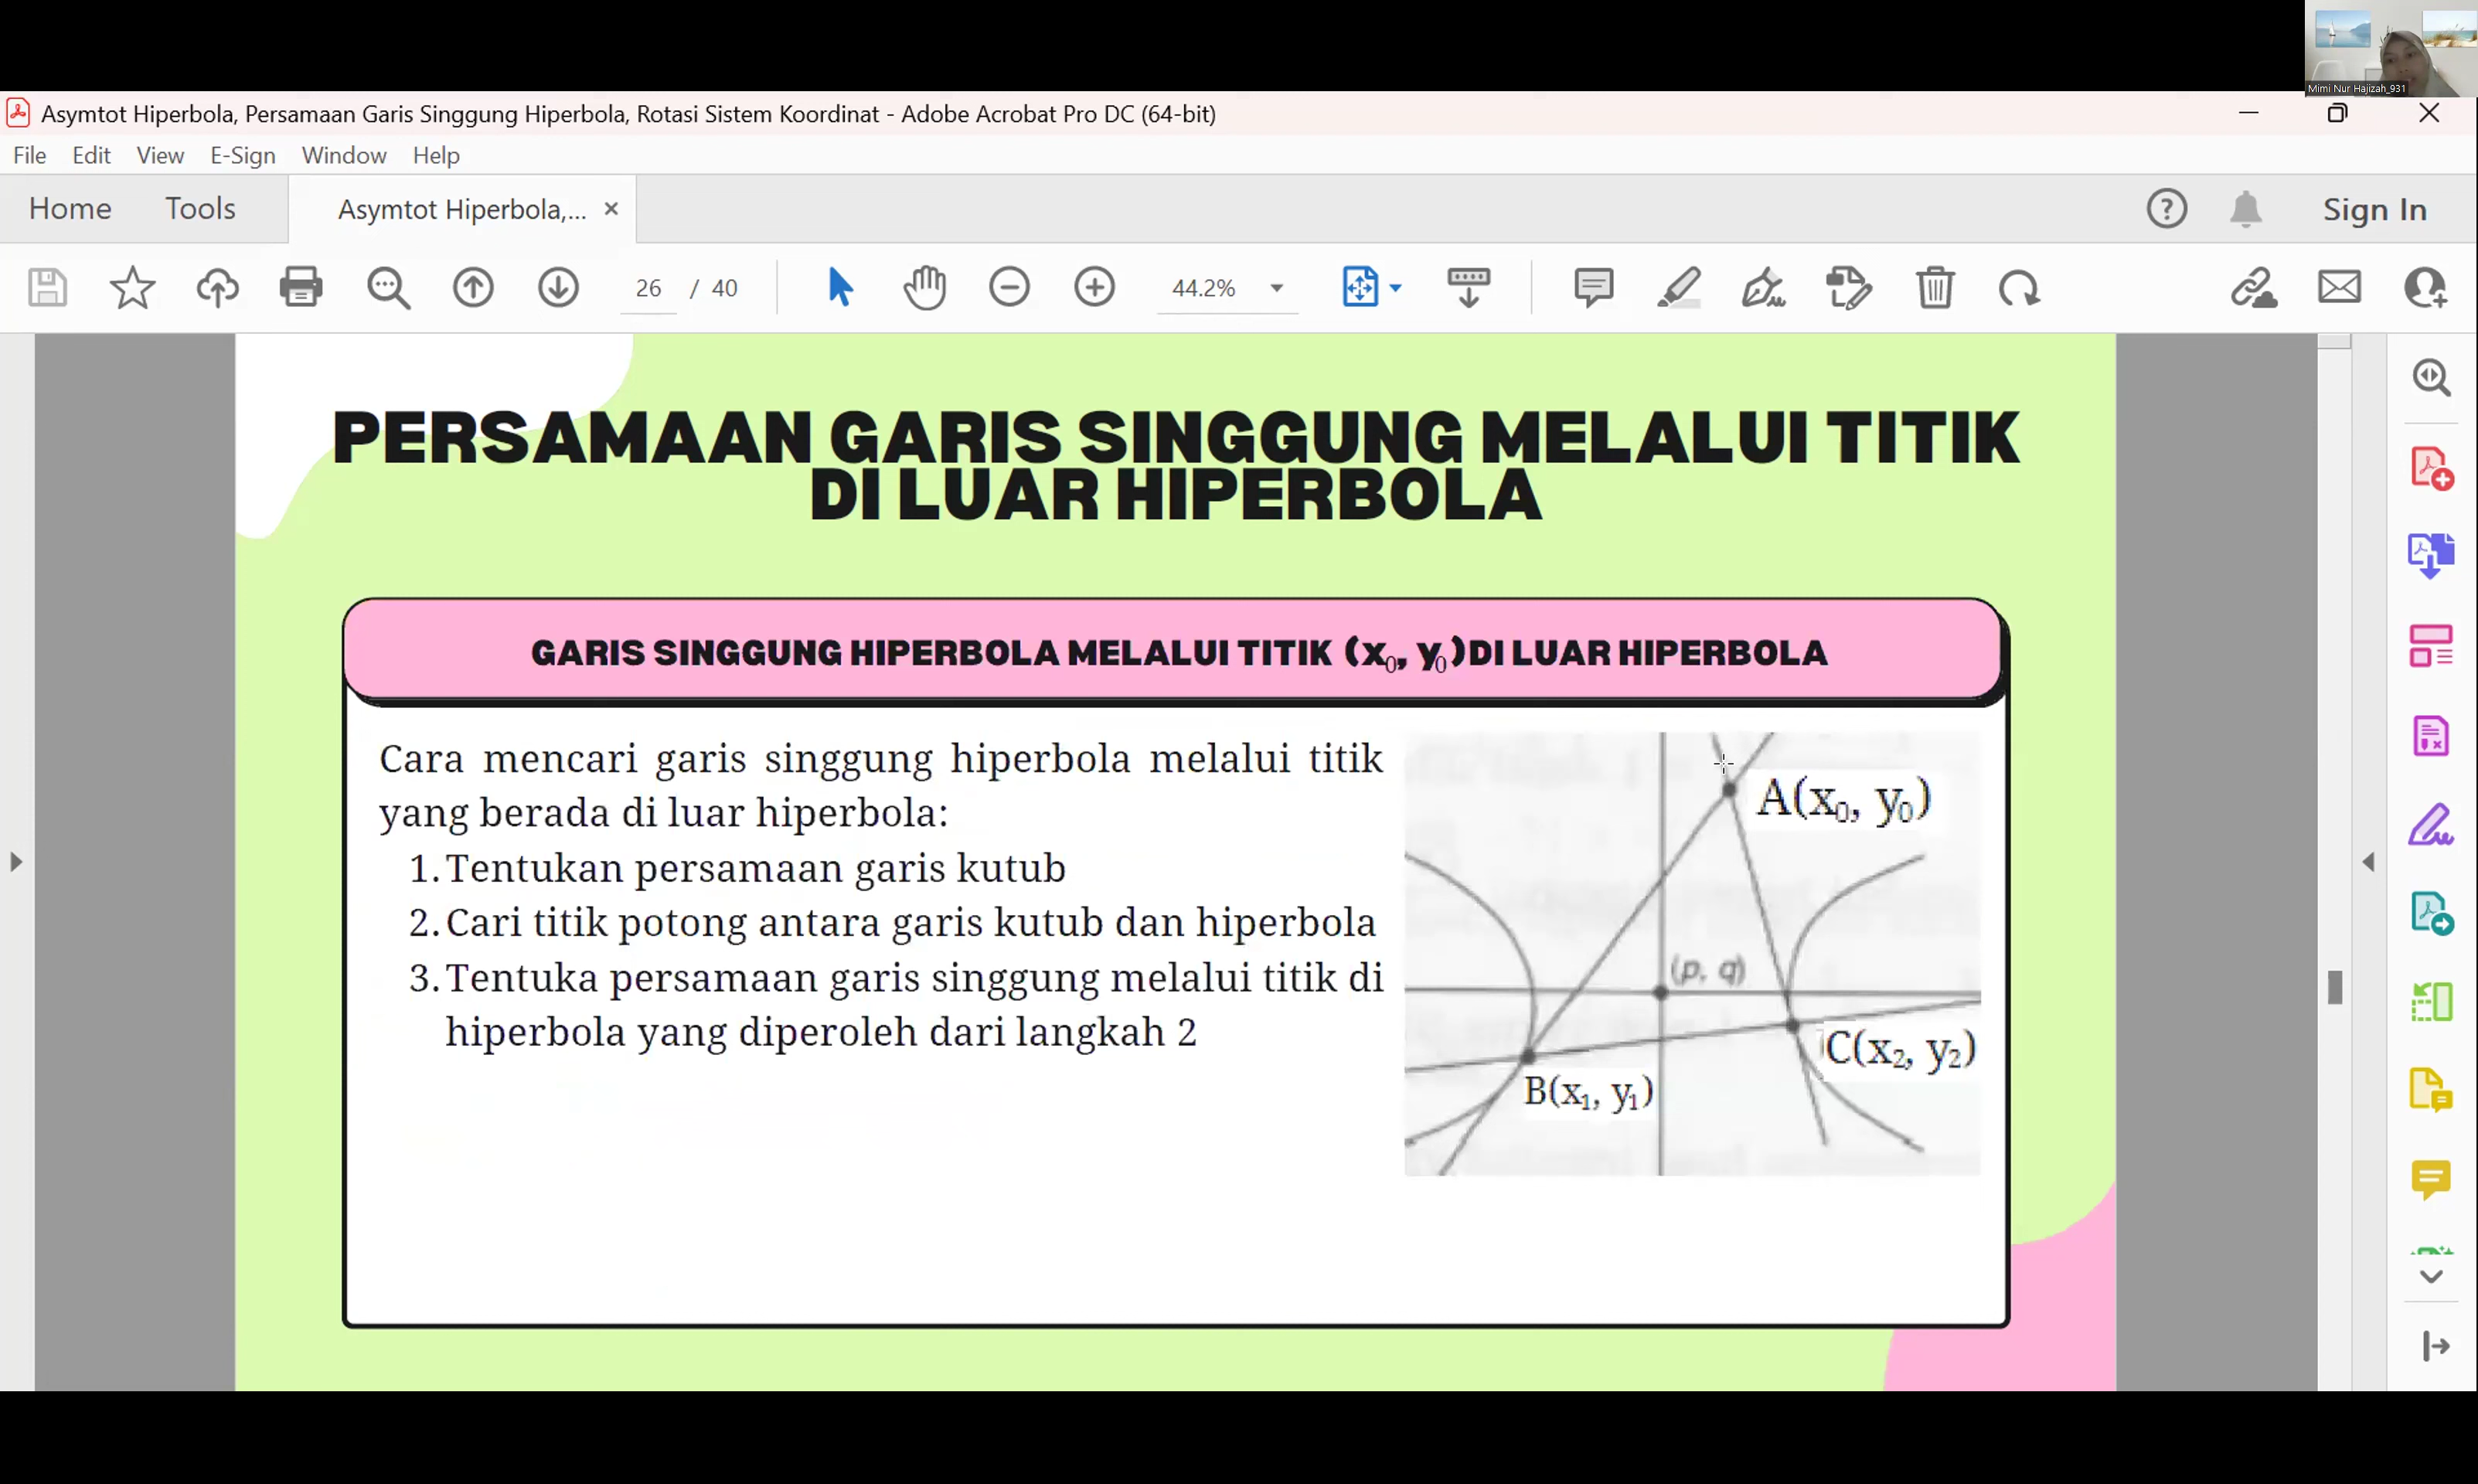 Mimi Nur Hajizah_931
Asymtot Hiperbola, Persamaan Garis Singgung Hiperbola, Rotasi Sistem Koordinat - Adobe Acrobat Pro DC (64-bit)
File Edit View E-Sign Window Help
Home Tools Asymtot Hiperbola,... Sign In
26 / 40 44.2%
PERSAMAAN GARIS SINGGUNG MELALUI TITIK
DI LUAR HIPERBOLA
GARIS SINGGUNG HIPERBOLA MELALUI TITIK (x₀, y₀) DI LUAR HIPERBOLA
Cara mencari garis singgung hiperbola melalui titik
yang berada di luar hiperbola:
1. Tentukan persamaan garis kutub
2. Cari titik potong antara garis kutub dan hiperbola
3. Tentuka persamaan garis singgung melalui titik di
hiperbola yang diperoleh dari langkah 2
A(x₀, y₀)
(p, q)
C(x₂, y₂)
B(x₁, y₁)